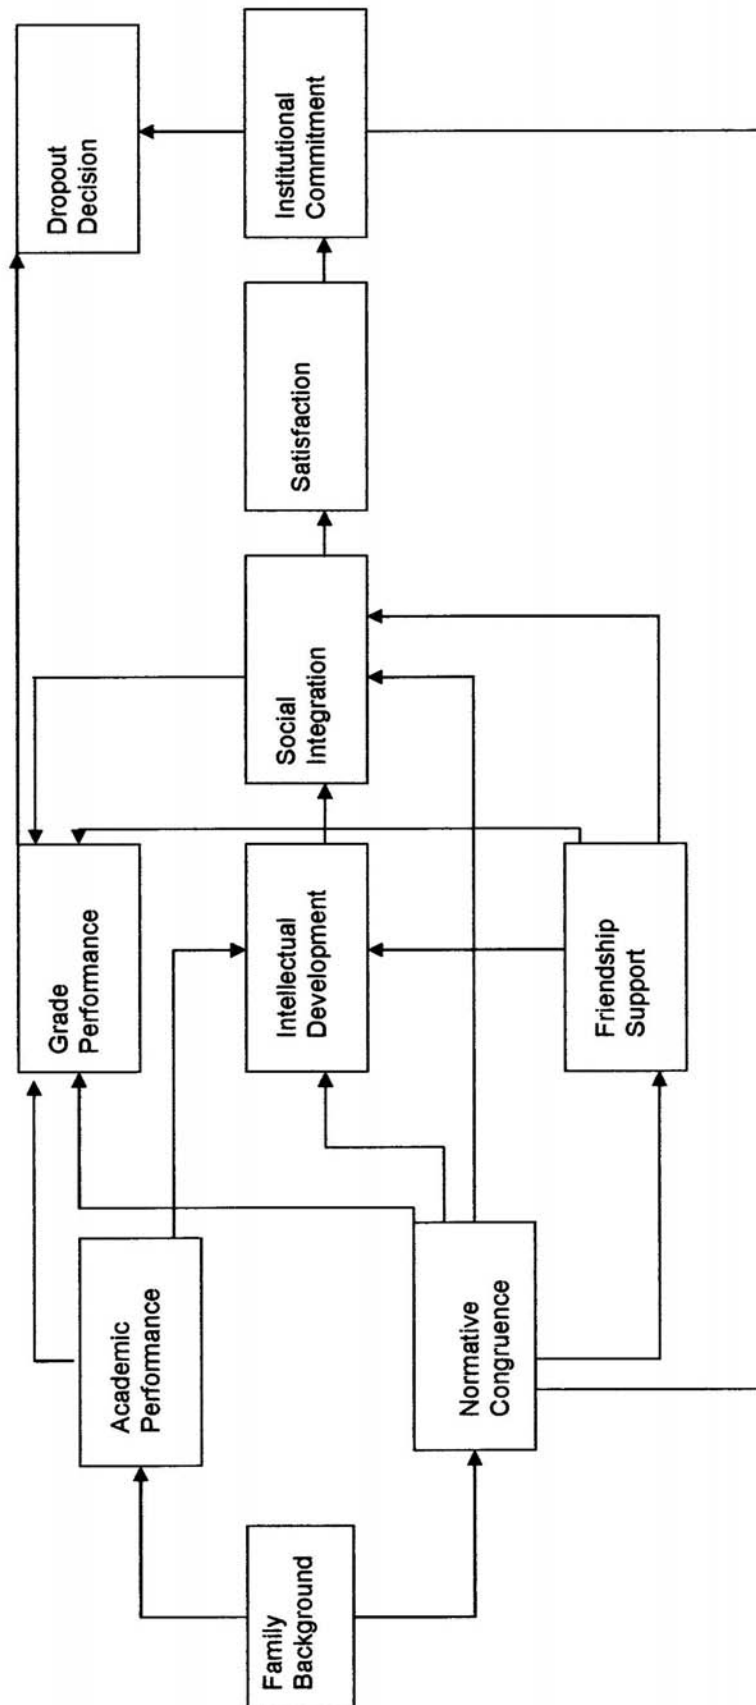 Family
Background
Academic
Performance
Normative
Congruence
Grade
Performance
Intellectual
Development
Friendship
Support
Social
Integration
Satisfaction
Institutional
Commitment
Dropout
Decision